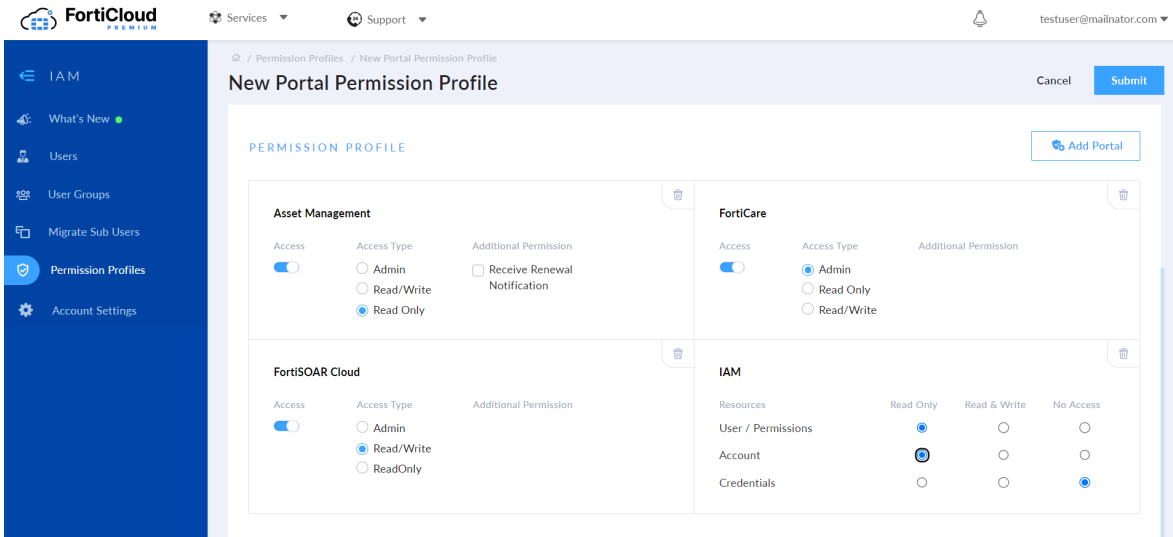 FortiCloud
PREMIUM
Services
Support
testuser@mailnator.com
IAM
What's New
Users
User Groups
Migrate Sub Users
Permission Profiles
Account Settings
/ Permission Profiles / New Portal Permission Profile
New Portal Permission Profile
Cancel
Submit
PERMISSION PROFILE
Add Portal
Asset Management
Access
Access Type
Additional Permission
Admin
Read/Write
Read Only
Receive Renewal
Notification
FortiCare
Access
Access Type
Additional Permission
Admin
Read Only
Read/Write
FortiSOAR Cloud
Access
Access Type
Additional Permission
Admin
Read/Write
ReadOnly
IAM
Resources Read Only Read & Write No Access
User / Permissions
Account
Credentials